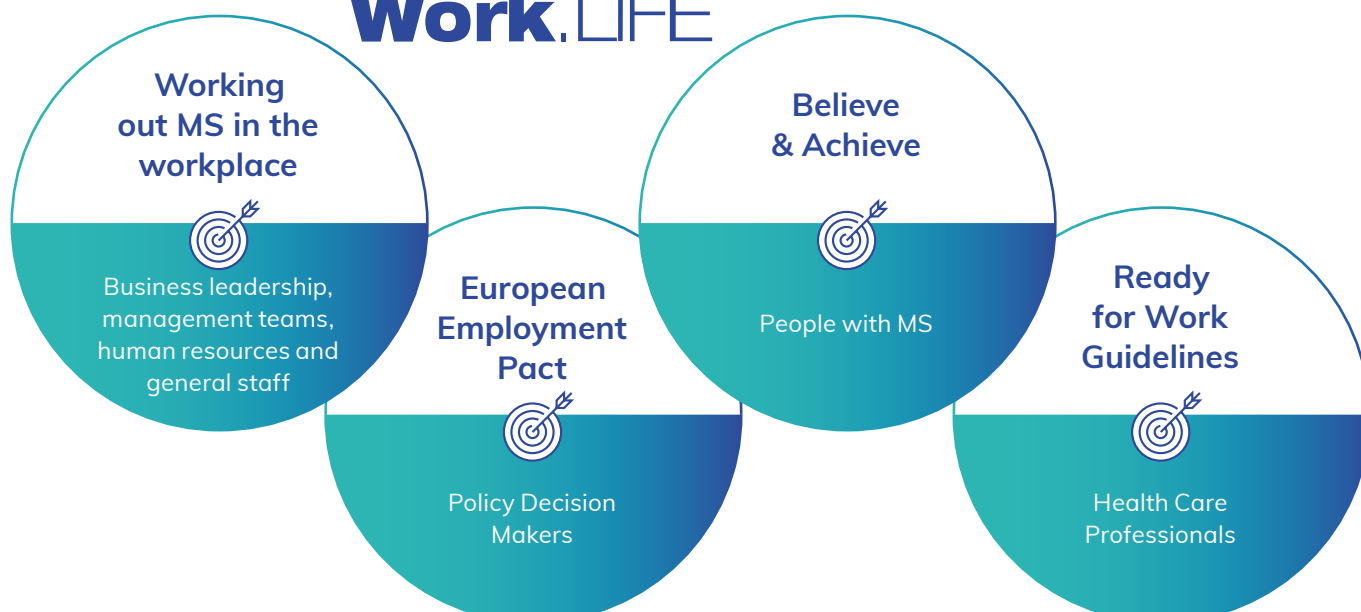 Work.LIFE
Working
out MS in the
workplace
Business leadership,
management teams,
human resources and
general staff
European
Employment
Pact
Policy Decision
Makers
Believe
& Achieve
People with MS
Ready
for Work
Guidelines
Health Care
Professionals